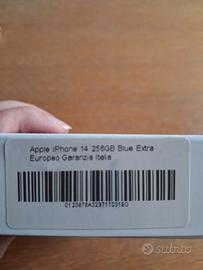 Apple iPhone 14 256GB Blue Extra
Europeo Garanzia Italia
subito